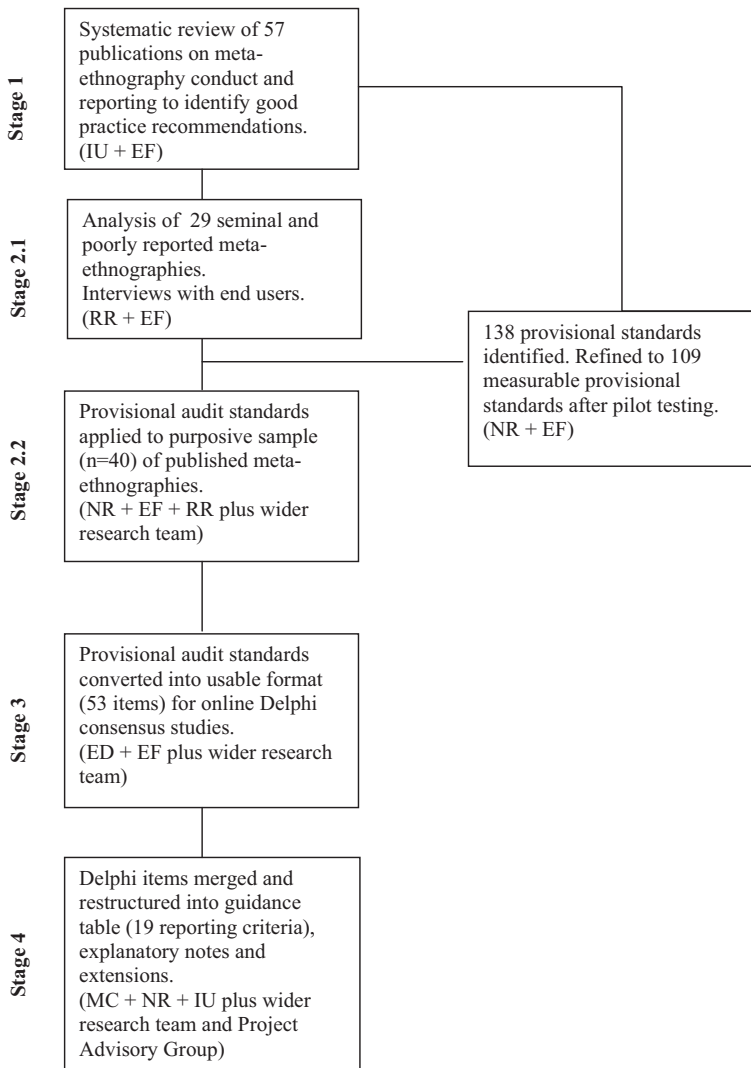 Stage 1
Systematic review of 57
publications on meta-
ethnography conduct and
reporting to identify good
practice recommendations.
(IU + EF)
Stage 2.1
Analysis of 29 seminal and
poorly reported meta-
ethnographies.
Interviews with end users.
(RR + EF)
138 provisional standards
identified. Refined to 109
measurable provisional
standards after pilot testing.
(NR + EF)
Stage 2.2
Provisional audit standards
applied to purposive sample
(n=40) of published meta-
ethnographies.
(NR + EF + RR plus wider
research team)
Stage 3
Provisional audit standards
converted into usable format
(53 items) for online Delphi
consensus studies.
(ED + EF plus wider research
team)
Stage 4
Delphi items merged and
restructured into guidance
table (19 reporting criteria),
explanatory notes and
extensions.
(MC + NR + IU plus wider
research team and Project
Advisory Group)